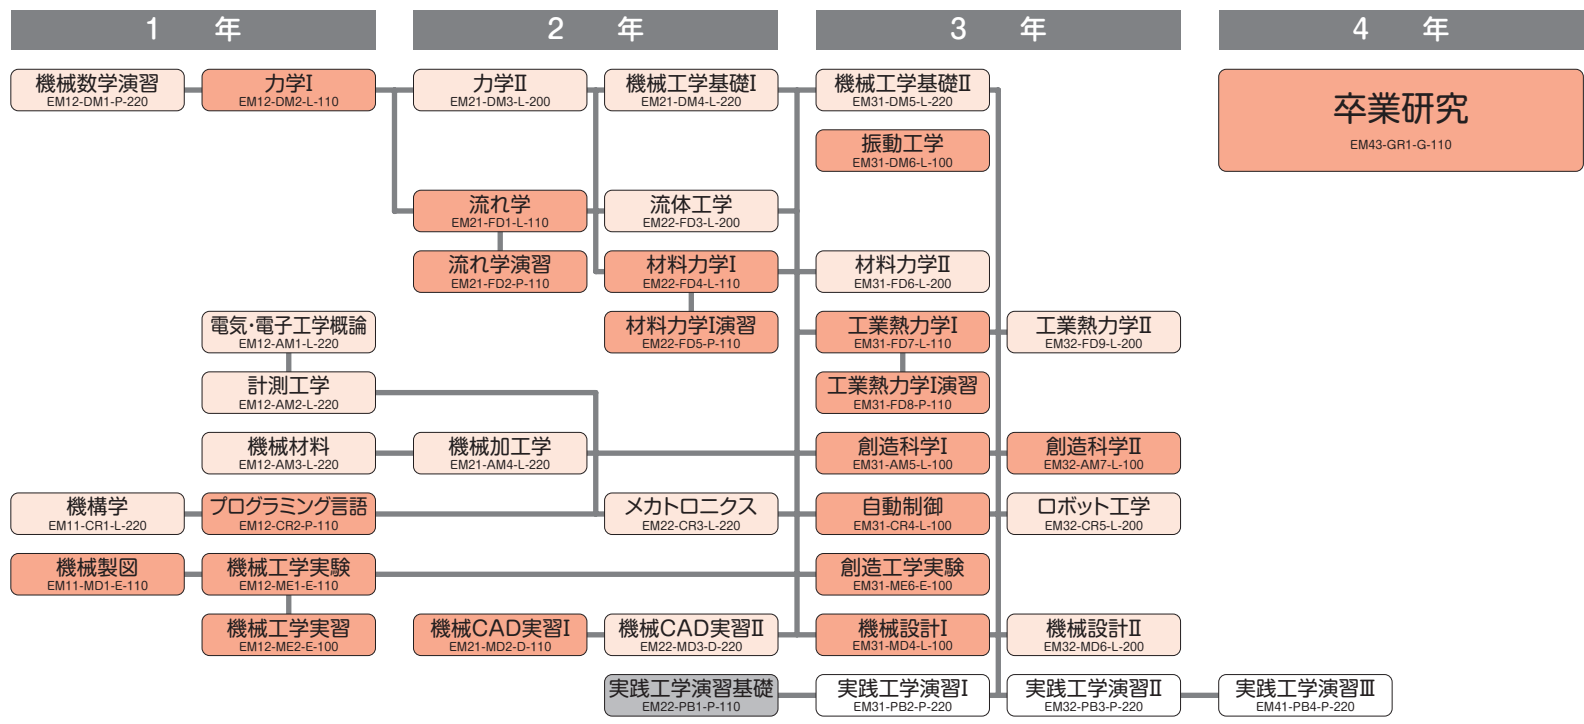 1 年
2 年
3 年
4 年
機械数学演習
EM12-DM1-P-220
力学Ⅰ
EM12-DM2-L-110
力学Ⅱ
EM21-DM3-L-200
機械工学基礎Ⅰ
EM21-DM4-L-220
機械工学基礎Ⅱ
EM31-DM5-L-220
卒業研究
EM43-GR1-G-110
振動工学
EM31-DM6-L-100
流れ学
EM21-FD1-L-110
流体工学
EM22-FD3-L-200
流れ学演習
EM21-FD2-P-110
材料力学Ⅰ
EM22-FD4-L-110
材料力学Ⅱ
EM31-FD6-L-200
電気・電子工学概論
EM12-AM1-L-220
材料力学Ⅰ演習
EM22-FD5-P-110
工業熱力学Ⅰ
EM31-FD7-L-110
工業熱力学Ⅱ
EM32-FD9-L-200
計測工学
EM12-AM2-L-220
工業熱力学Ⅰ演習
EM31-FD8-P-110
機械材料
EM12-AM3-L-220
機械加工学
EM21-AM4-L-220
創造科学Ⅰ
EM31-AM5-L-100
創造科学Ⅱ
EM32-AM7-L-100
機構学
EM11-CR1-L-220
プログラミング言語
EM12-CR2-P-110
メカトロニクス
EM22-CR3-L-220
自動制御
EM31-CR4-L-100
ロボット工学
EM32-CR5-L-200
機械製図
EM11-MD1-E-110
機械工学実験
EM12-ME1-E-110
創造工学実験
EM31-ME6-E-100
機械工学実習
EM12-ME2-E-100
機械CAD実習Ⅰ
EM21-MD2-D-110
機械CAD実習Ⅱ
EM22-MD3-D-220
機械設計Ⅰ
EM31-MD4-L-100
機械設計Ⅱ
EM32-MD6-L-200
実践工学演習基礎
EM22-PB1-P-110
実践工学演習Ⅰ
EM31-PB2-P-220
実践工学演習Ⅱ
EM32-PB3-P-220
実践工学演習Ⅲ
EM41-PB4-P-220